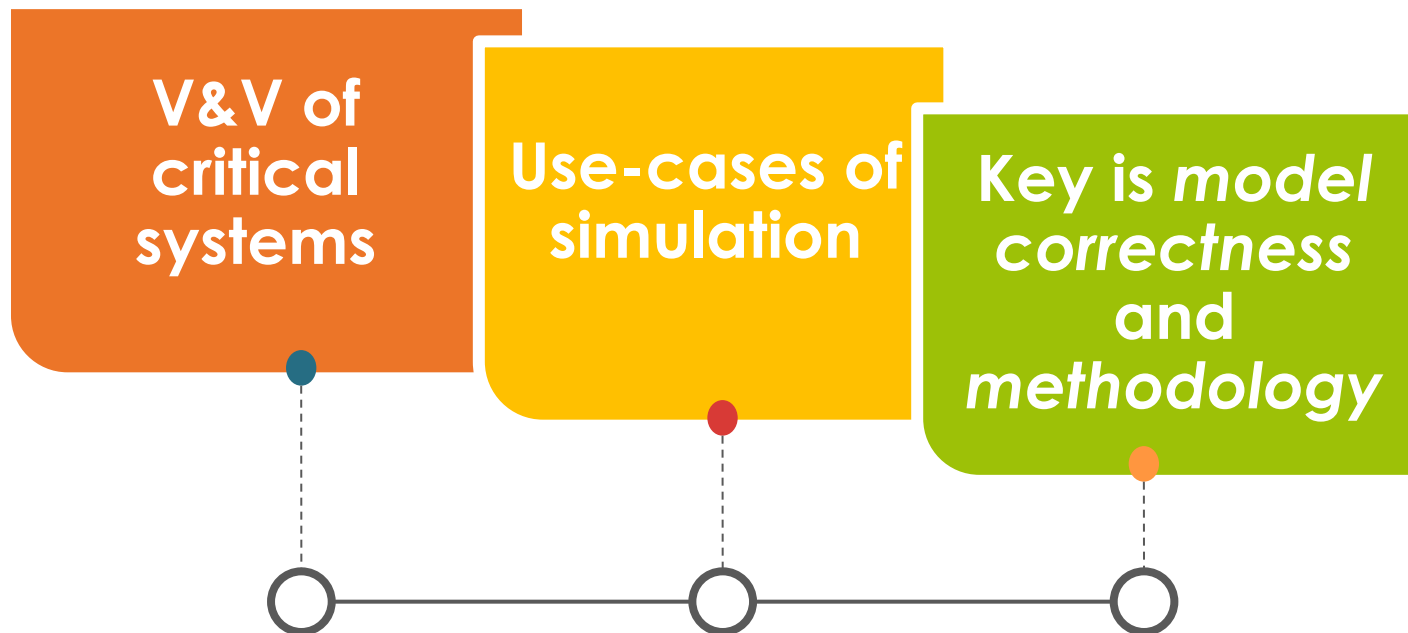 V&V of
critical
systems
Use-cases of
simulation
Key is model
correctness
and
methodology